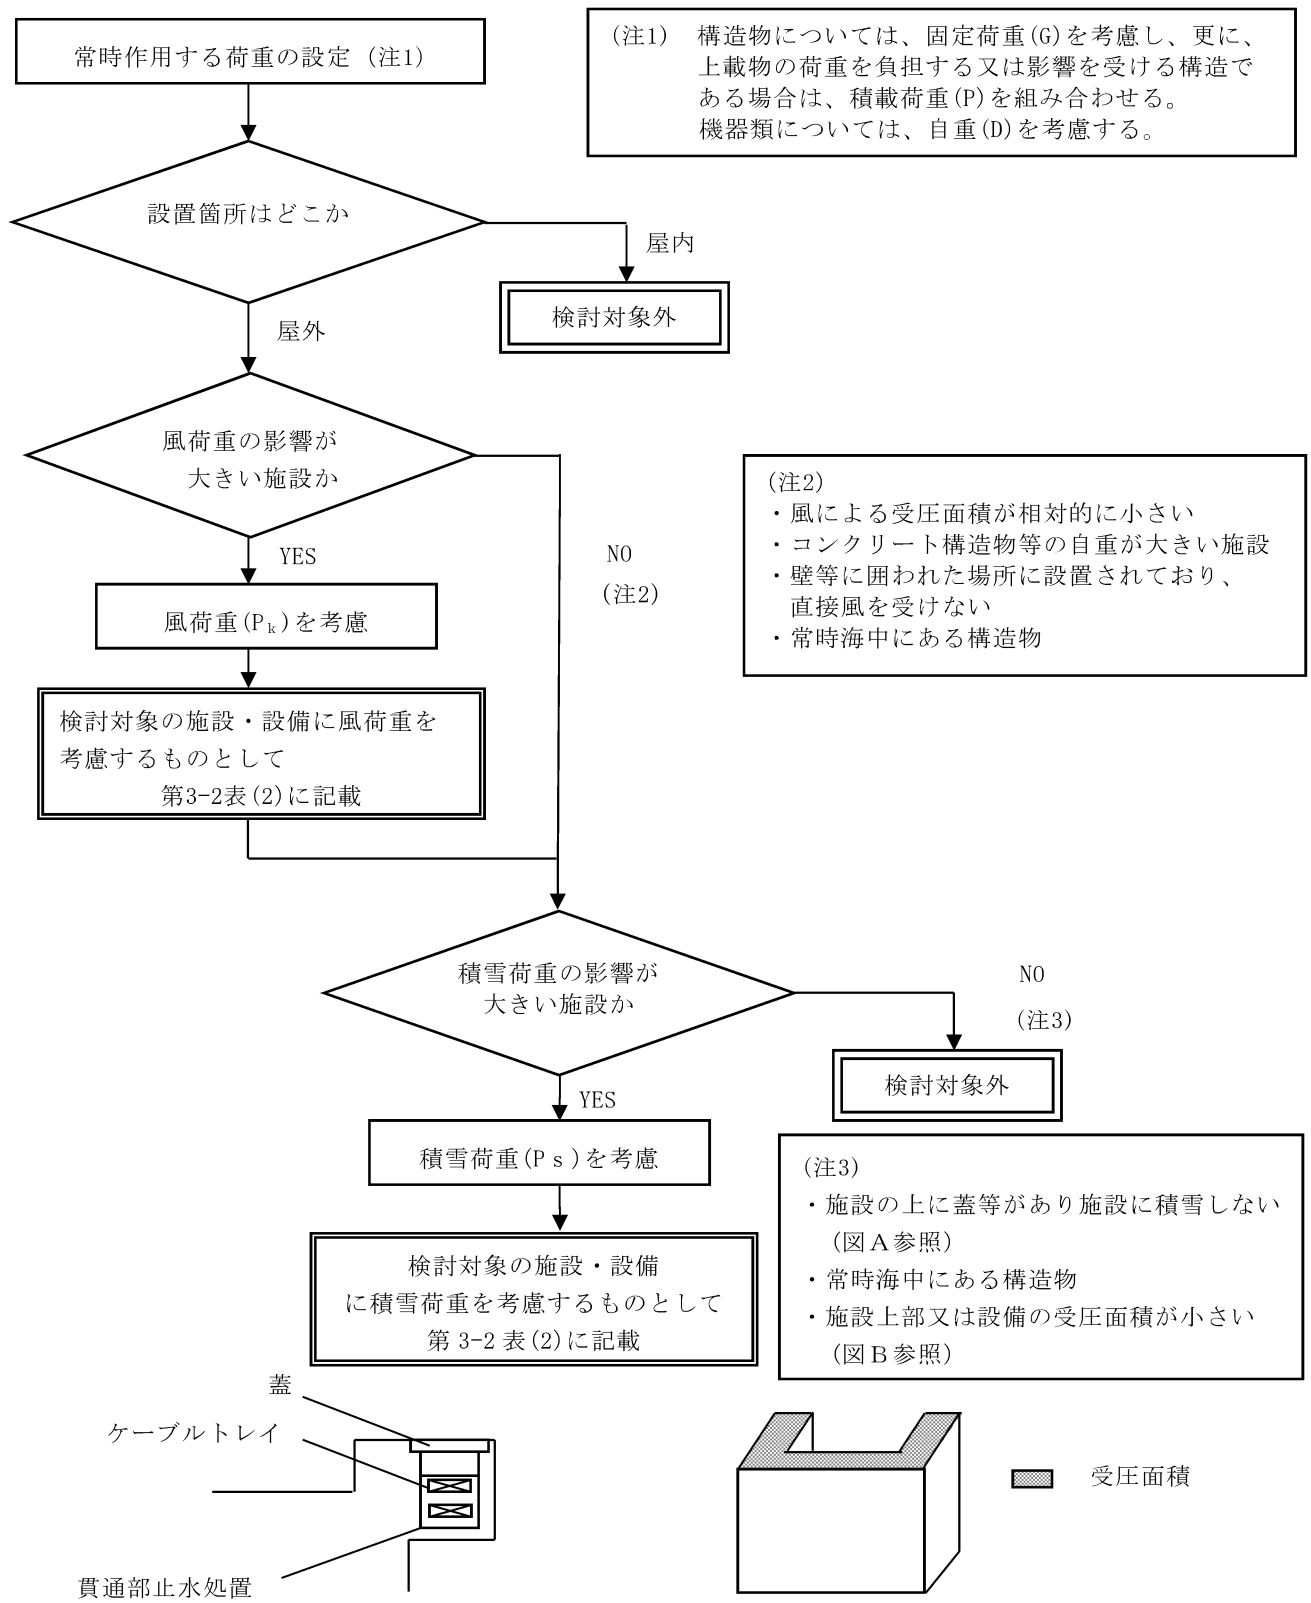 常時作用する荷重の設定（注1）
（注1） 構造物については、固定荷重(G)を考慮し、更に、
上載物の荷重を負担する又は影響を受ける構造で
ある場合は、積載荷重(P)を組み合わせる。
機器類については、自重(D)を考慮する。
設置箇所はどこか
屋内
検討対象外
屋外
風荷重の影響が
大きい施設か
YES
NO
（注2）
（注2）
・風による受圧面積が相対的に小さい
・コンクリート構造物等の自重が大きい施設
・壁等に囲われた場所に設置されており、
直接風を受けない
・常時海中にある構造物
風荷重(Pk)を考慮
検討対象の施設・設備に風荷重を
考慮するものとして
第3-2表(2)に記載
積雪荷重の影響が
大きい施設か
NO
（注3）
検討対象外
YES
積雪荷重(Ｐｓ)を考慮
（注3）
・施設の上に蓋等があり施設に積雪しない
（図Ａ参照）
・常時海中にある構造物
・施設上部又は設備の受圧面積が小さい
（図Ｂ参照）
検討対象の施設・設備
に積雪荷重を考慮するものとして
第 3-2 表(2)に記載
蓋
ケーブルトレイ
貫通部止水処置
受圧面積